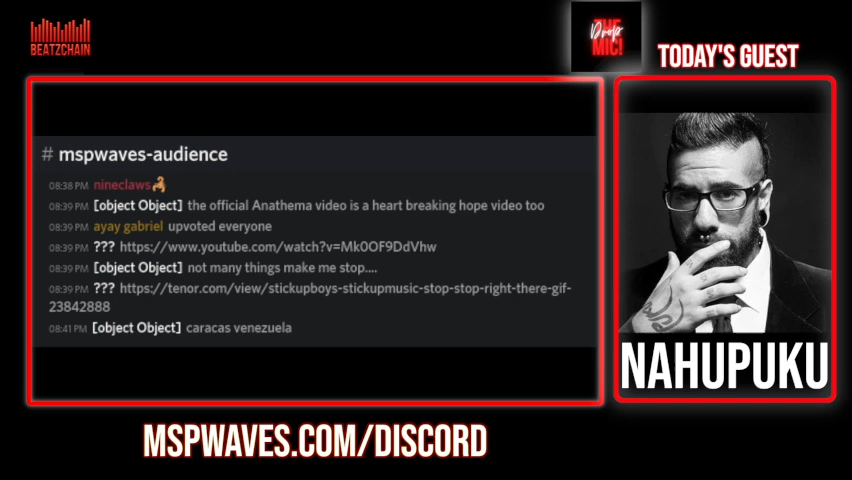 BEATZCHAIN
THE
Drop
MIC!
TODAY'S GUEST
# mspwaves-audience
08:38 PM nineclaws🦂
08:39 PM [object Object] the official Anathema video is a heart breaking hope video too
08:39 PM ayay gabriel upvoted everyone
08:39 PM ??? https://www.youtube.com/watch?v=Mk0OF9DdVhw
08:39 PM [object Object] not many things make me stop....
08:39 PM ??? https://tenor.com/view/stickupboys-stickupmusic-stop-stop-right-there-gif-
23842888
08:41 PM [object Object] caracas venezuela
NAHUPUKU
MSPWAVES.COM/DISCORD